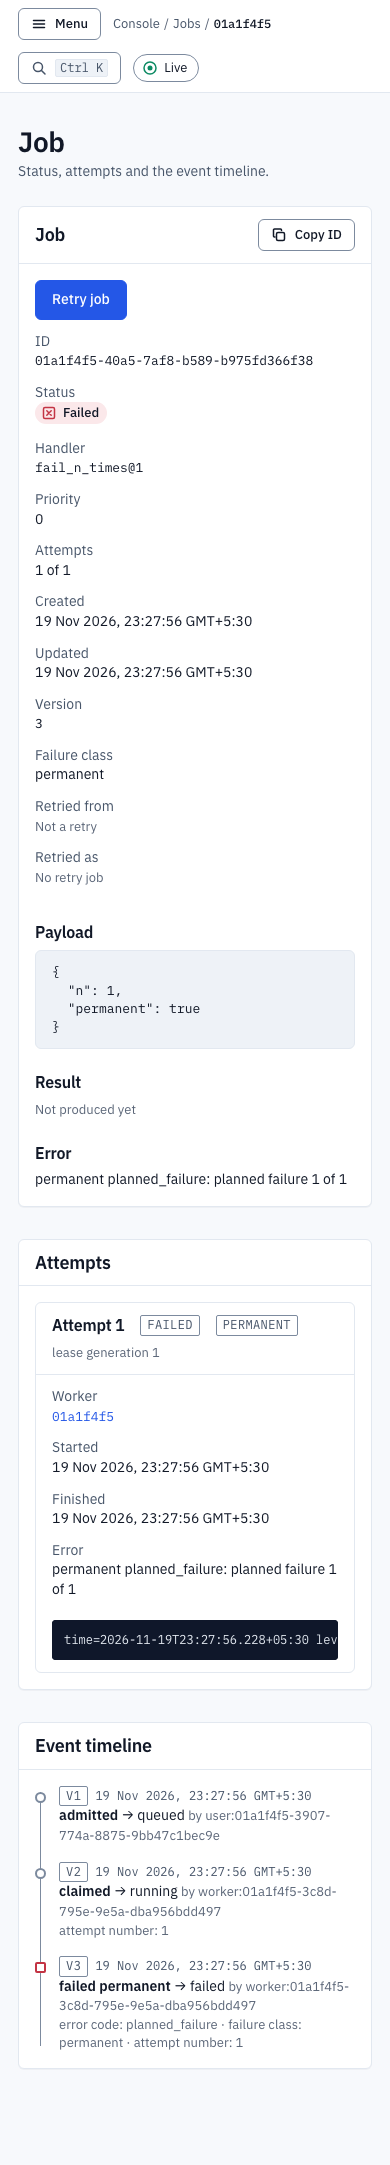 Menu
Console / Jobs / 01a1f4f5
Ctrl K
Live
Job
Status, attempts and the event timeline.
Job
Copy ID
Retry job
ID
01a1f4f5-40a5-7af8-b589-b975fd366f38
Status
Failed
Handler
fail_n_times@1
Priority
0
Attempts
1 of 1
Created
19 Nov 2026, 23:27:56 GMT+5:30
Updated
19 Nov 2026, 23:27:56 GMT+5:30
Version
3
Failure class
permanent
Retried from
Not a retry
Retried as
No retry job
Payload
{
"n": 1,
"permanent": true
}
Result
Not produced yet
Error
permanent planned_failure: planned failure 1 of 1
Attempts
Attempt 1 FAILED PERMANENT
lease generation 1
Worker
01a1f4f5
Started
19 Nov 2026, 23:27:56 GMT+5:30
Finished
19 Nov 2026, 23:27:56 GMT+5:30
Error
permanent planned_failure: planned failure 1
of 1
time=2026-11-19T23:27:56.228+05:30 lev
Event timeline
V1 19 Nov 2026, 23:27:56 GMT+5:30
admitted → queued by user:01a1f4f5-3907-
774a-8875-9bb47c1bec9e
V2 19 Nov 2026, 23:27:56 GMT+5:30
claimed → running by worker:01a1f4f5-3c8d-
795e-9e5a-dba956bdd497
attempt number: 1
V3 19 Nov 2026, 23:27:56 GMT+5:30
failed permanent → failed by worker:01a1f4f5-
3c8d-795e-9e5a-dba956bdd497
error code: planned_failure · failure class:
permanent · attempt number: 1